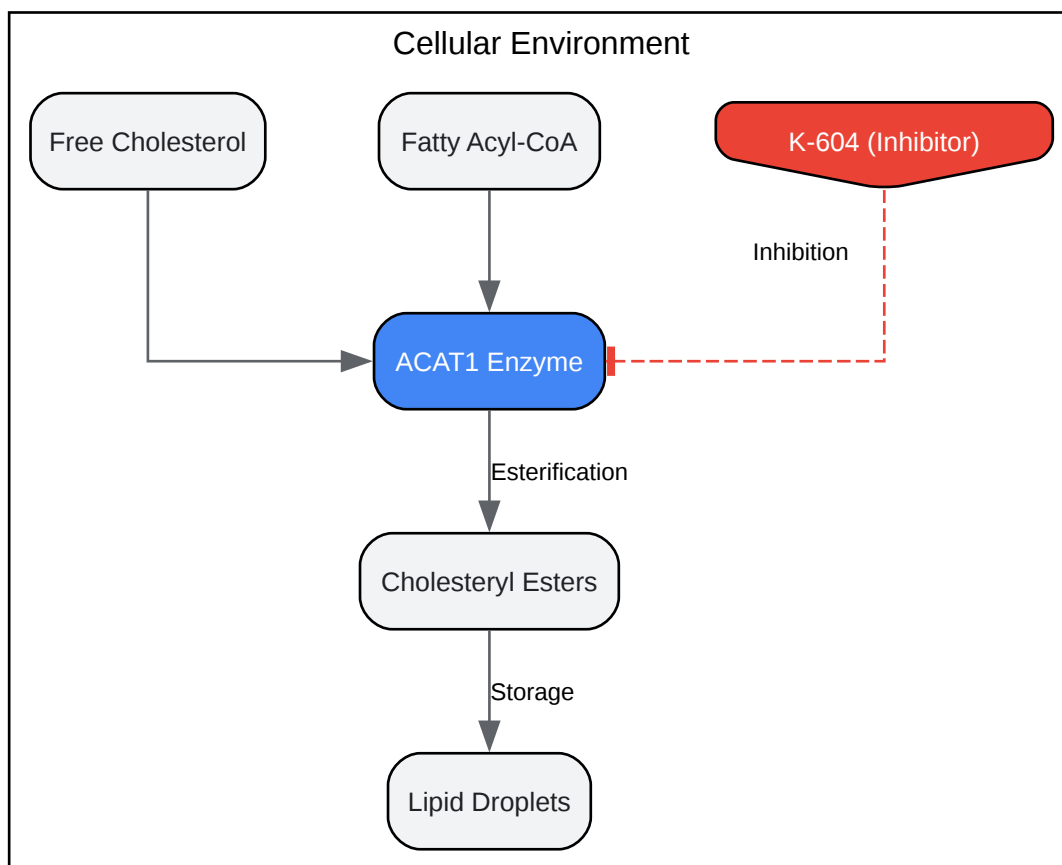 Cellular Environment
Free Cholesterol
Fatty Acyl-CoA
K-604 (Inhibitor)
Inhibition
ACAT1 Enzyme
Esterification
Cholesteryl Esters
Storage
Lipid Droplets